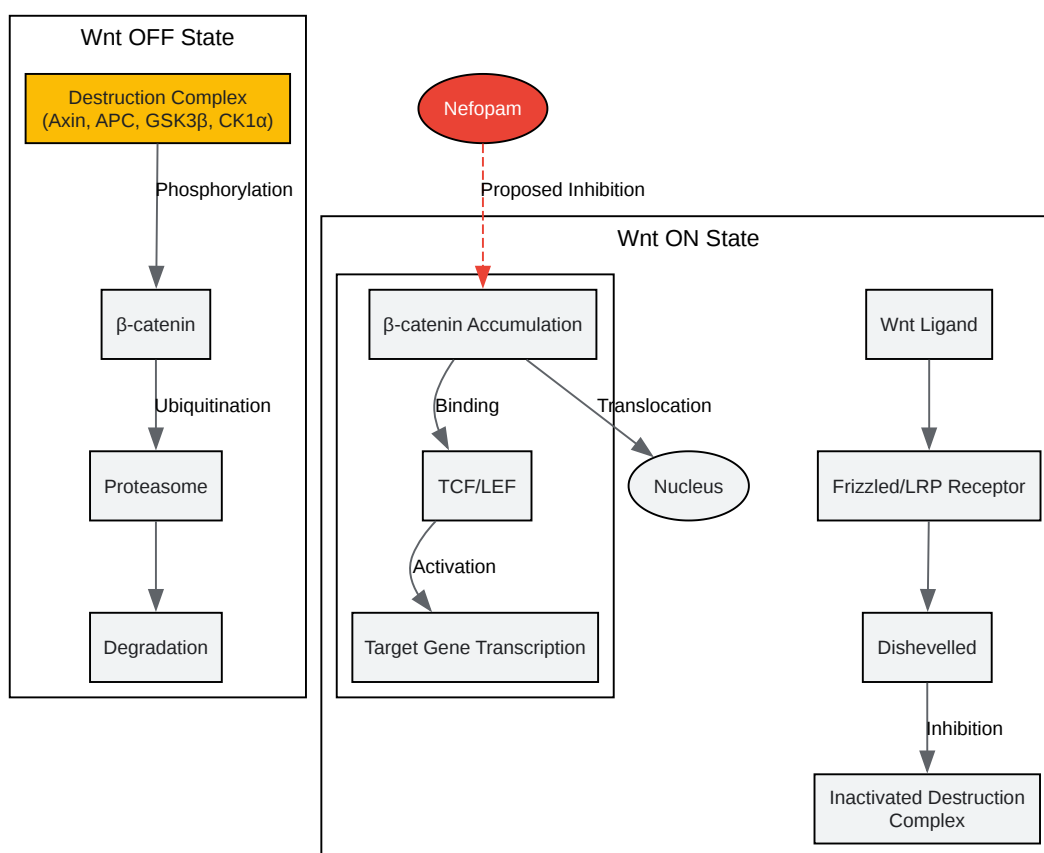 Wnt OFF State
Destruction Complex
(Axin, APC, GSK3β, CK1α)
Phosphorylation
β-catenin
Ubiquitination
Proteasome
Degradation
Nefopam
Proposed Inhibition
Wnt ON State
β-catenin Accumulation
Binding
Translocation
TCF/LEF
Nucleus
Activation
Target Gene Transcription
Wnt Ligand
Frizzled/LRP Receptor
Dishevelled
Inhibition
Inactivated Destruction
Complex